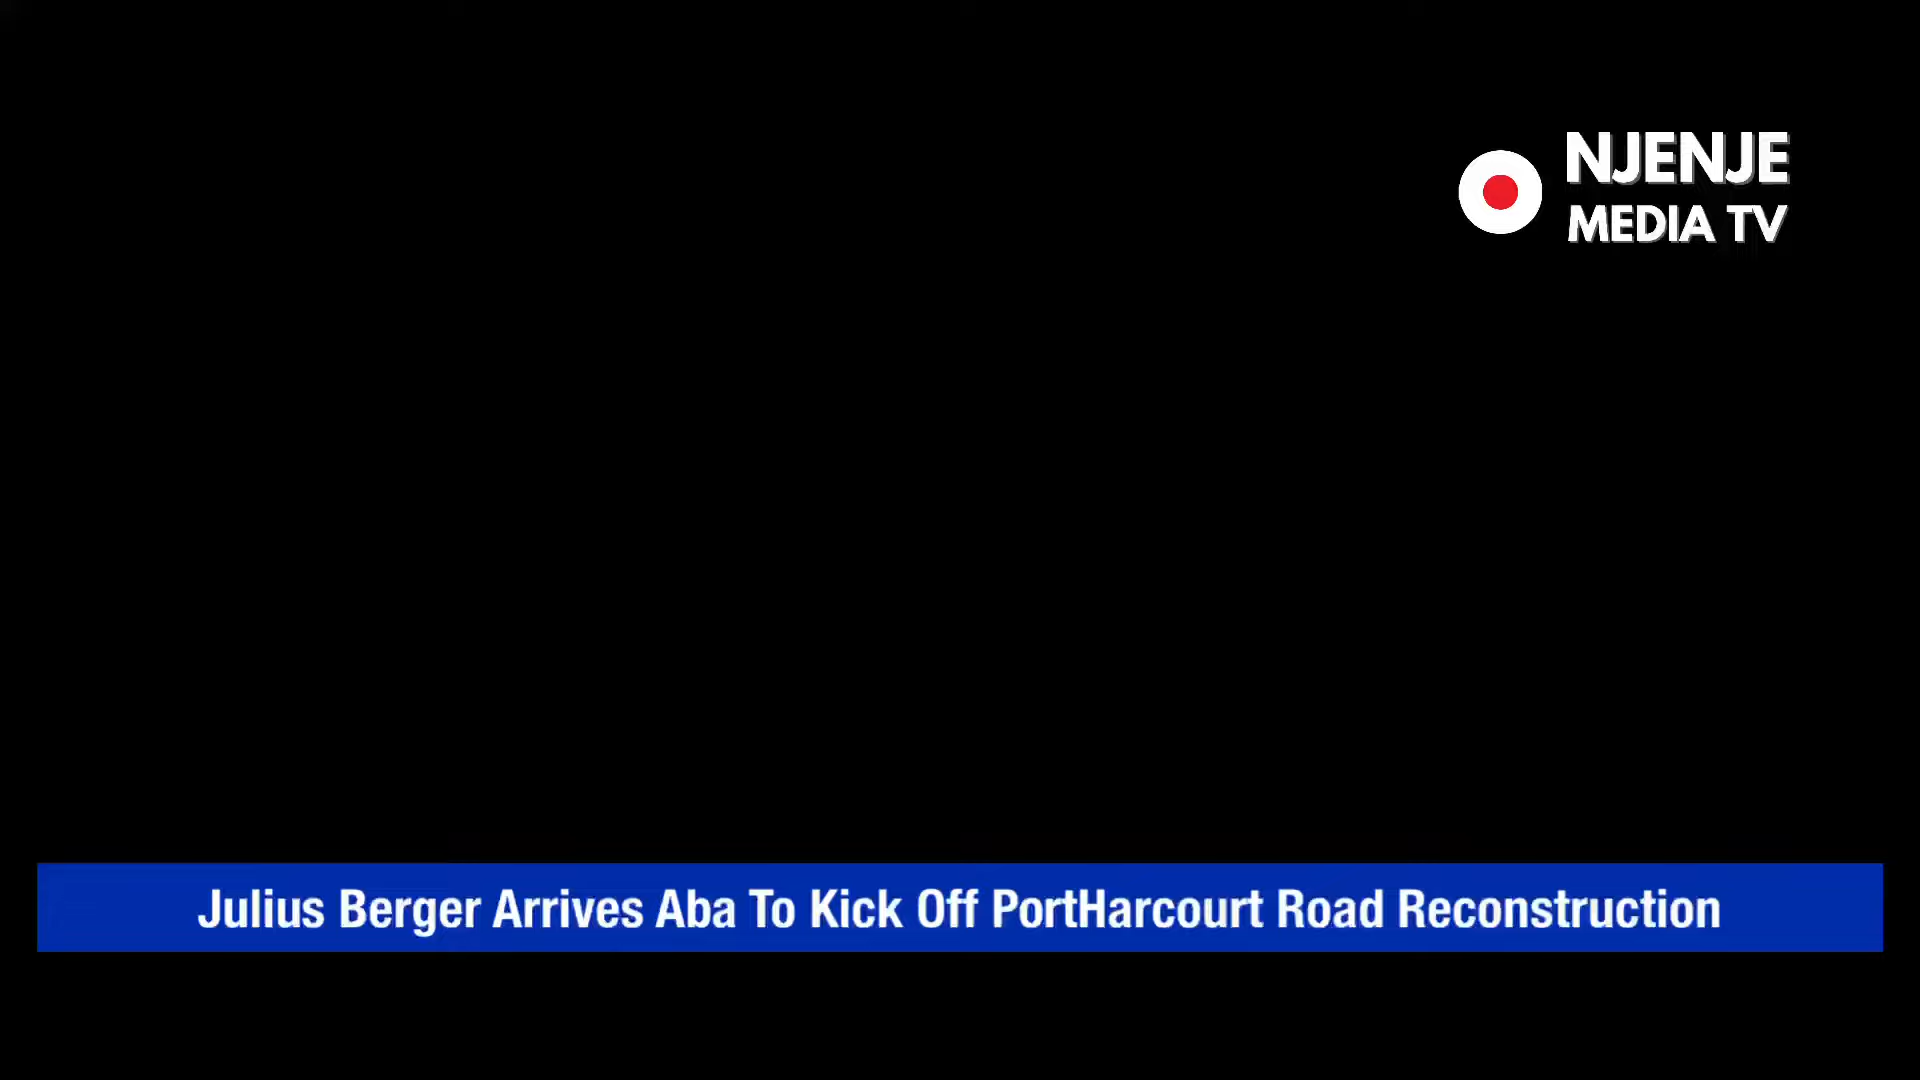 NJENJE
MEDIA TV
Julius Berger Arrives Aba To Kick Off PortHarcourt Road Reconstruction